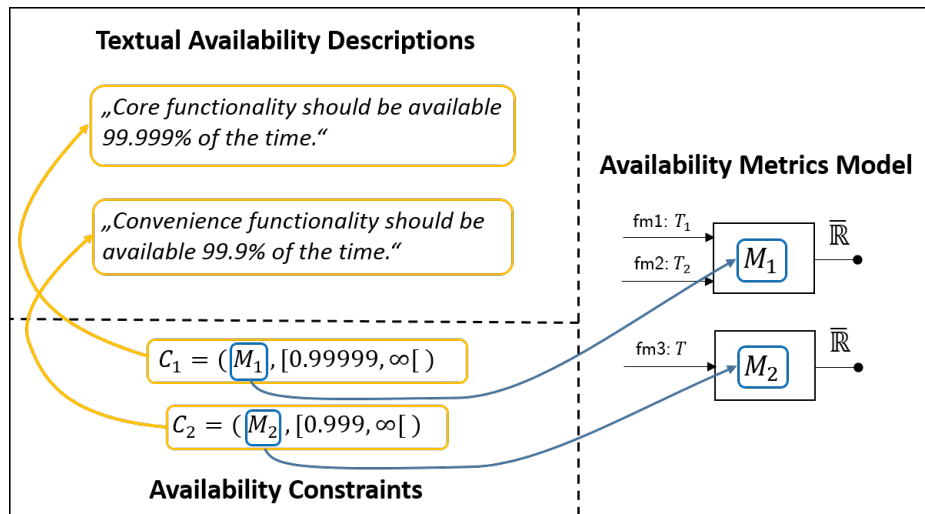 Textual Availability Descriptions
„Core functionality should be available
99.999% of the time.“
„Convenience functionality should be
available 99.9% of the time.“
C₁ = ( M₁ , [0.99999, ∞[ )
C₂ = ( M₂ , [0.999, ∞[ )
Availability Constraints
Availability Metrics Model
fm1: T₁
fm2: T₂
M₁
ℝ̅
fm3: T
M₂
ℝ̅